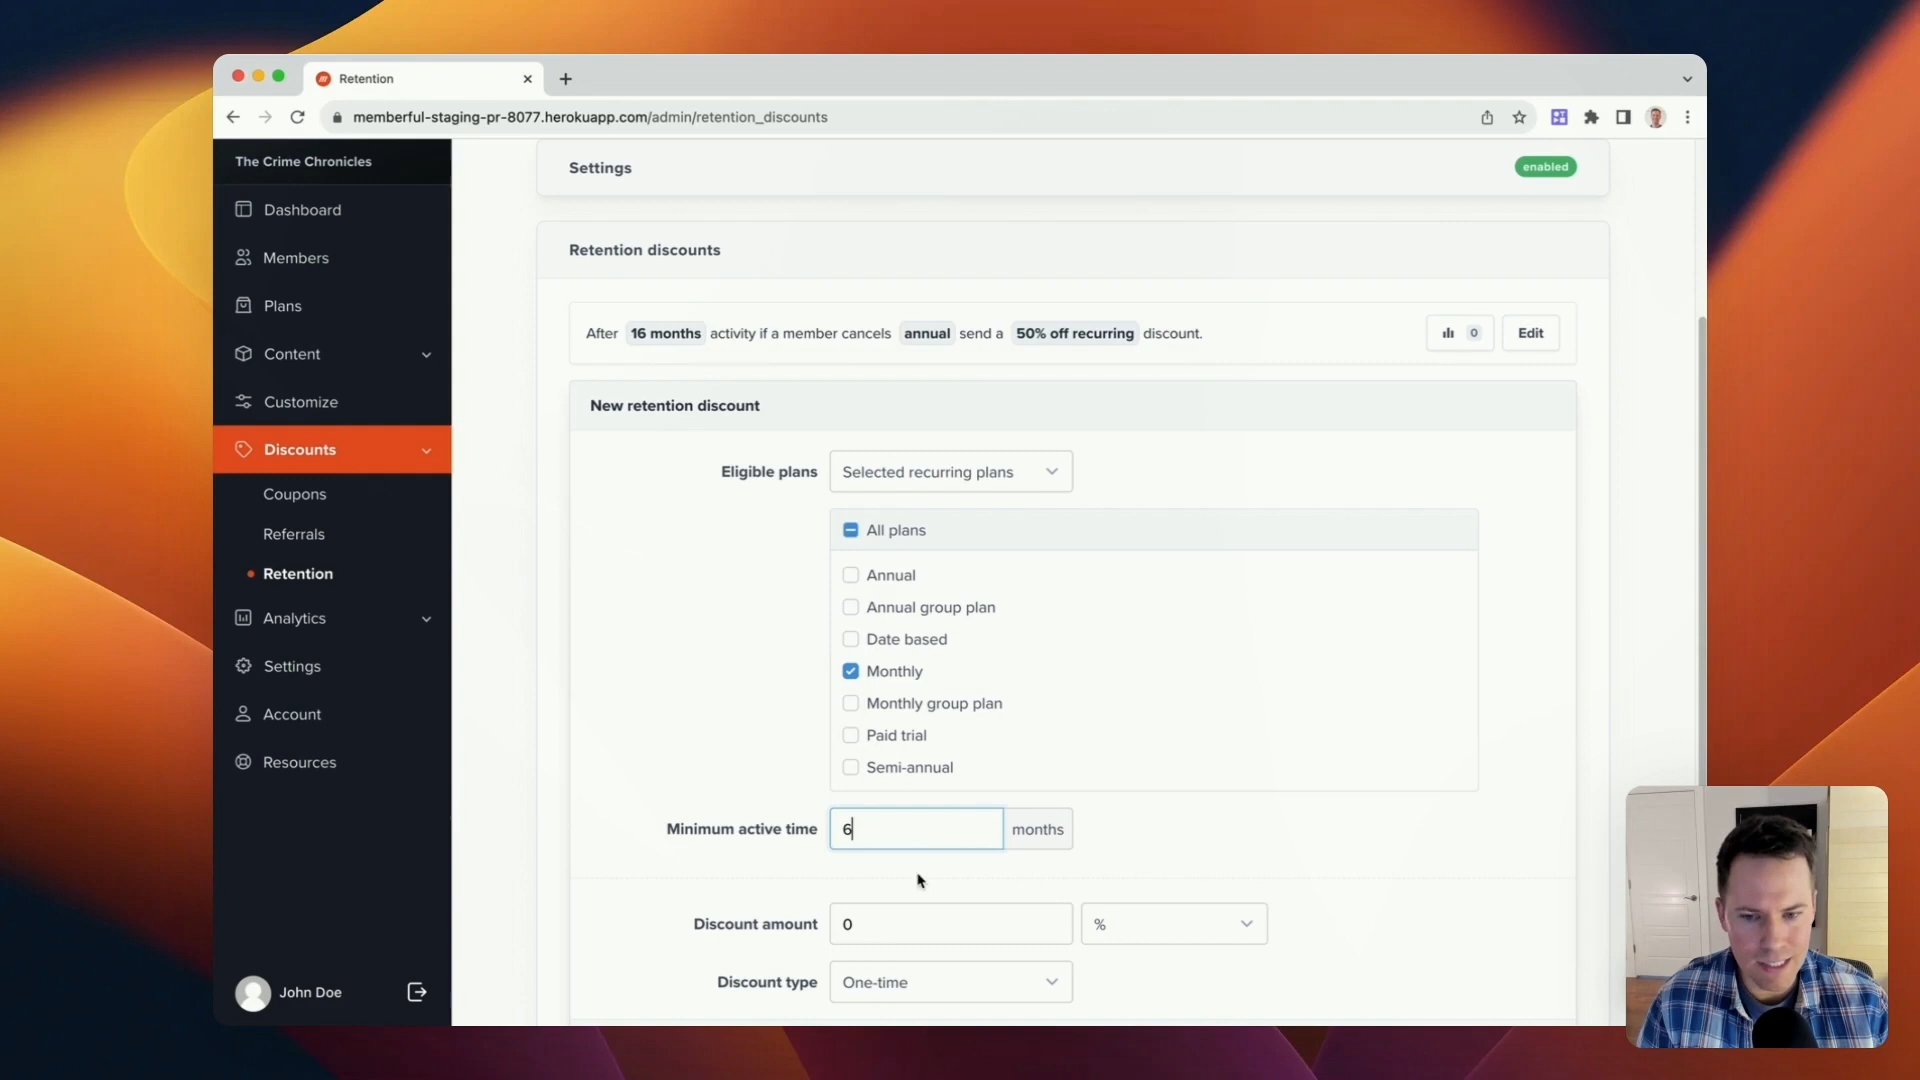 Retention
memberful-staging-pr-8077.herokuapp.com/admin/retention_discounts
The Crime Chronicles
Dashboard
Members
Plans
Content
Customize
Discounts
Coupons
Referrals
Retention
Analytics
Settings
Account
Resources
John Doe
Settings
enabled
Retention discounts
After 16 months activity if a member cancels annual send a 50% off recurring discount.
0
Edit
New retention discount
Eligible plans
Selected recurring plans
All plans
Annual
Annual group plan
Date based
Monthly
Monthly group plan
Paid trial
Semi-annual
Minimum active time
6
months
Discount amount
0
%
Discount type
One-time